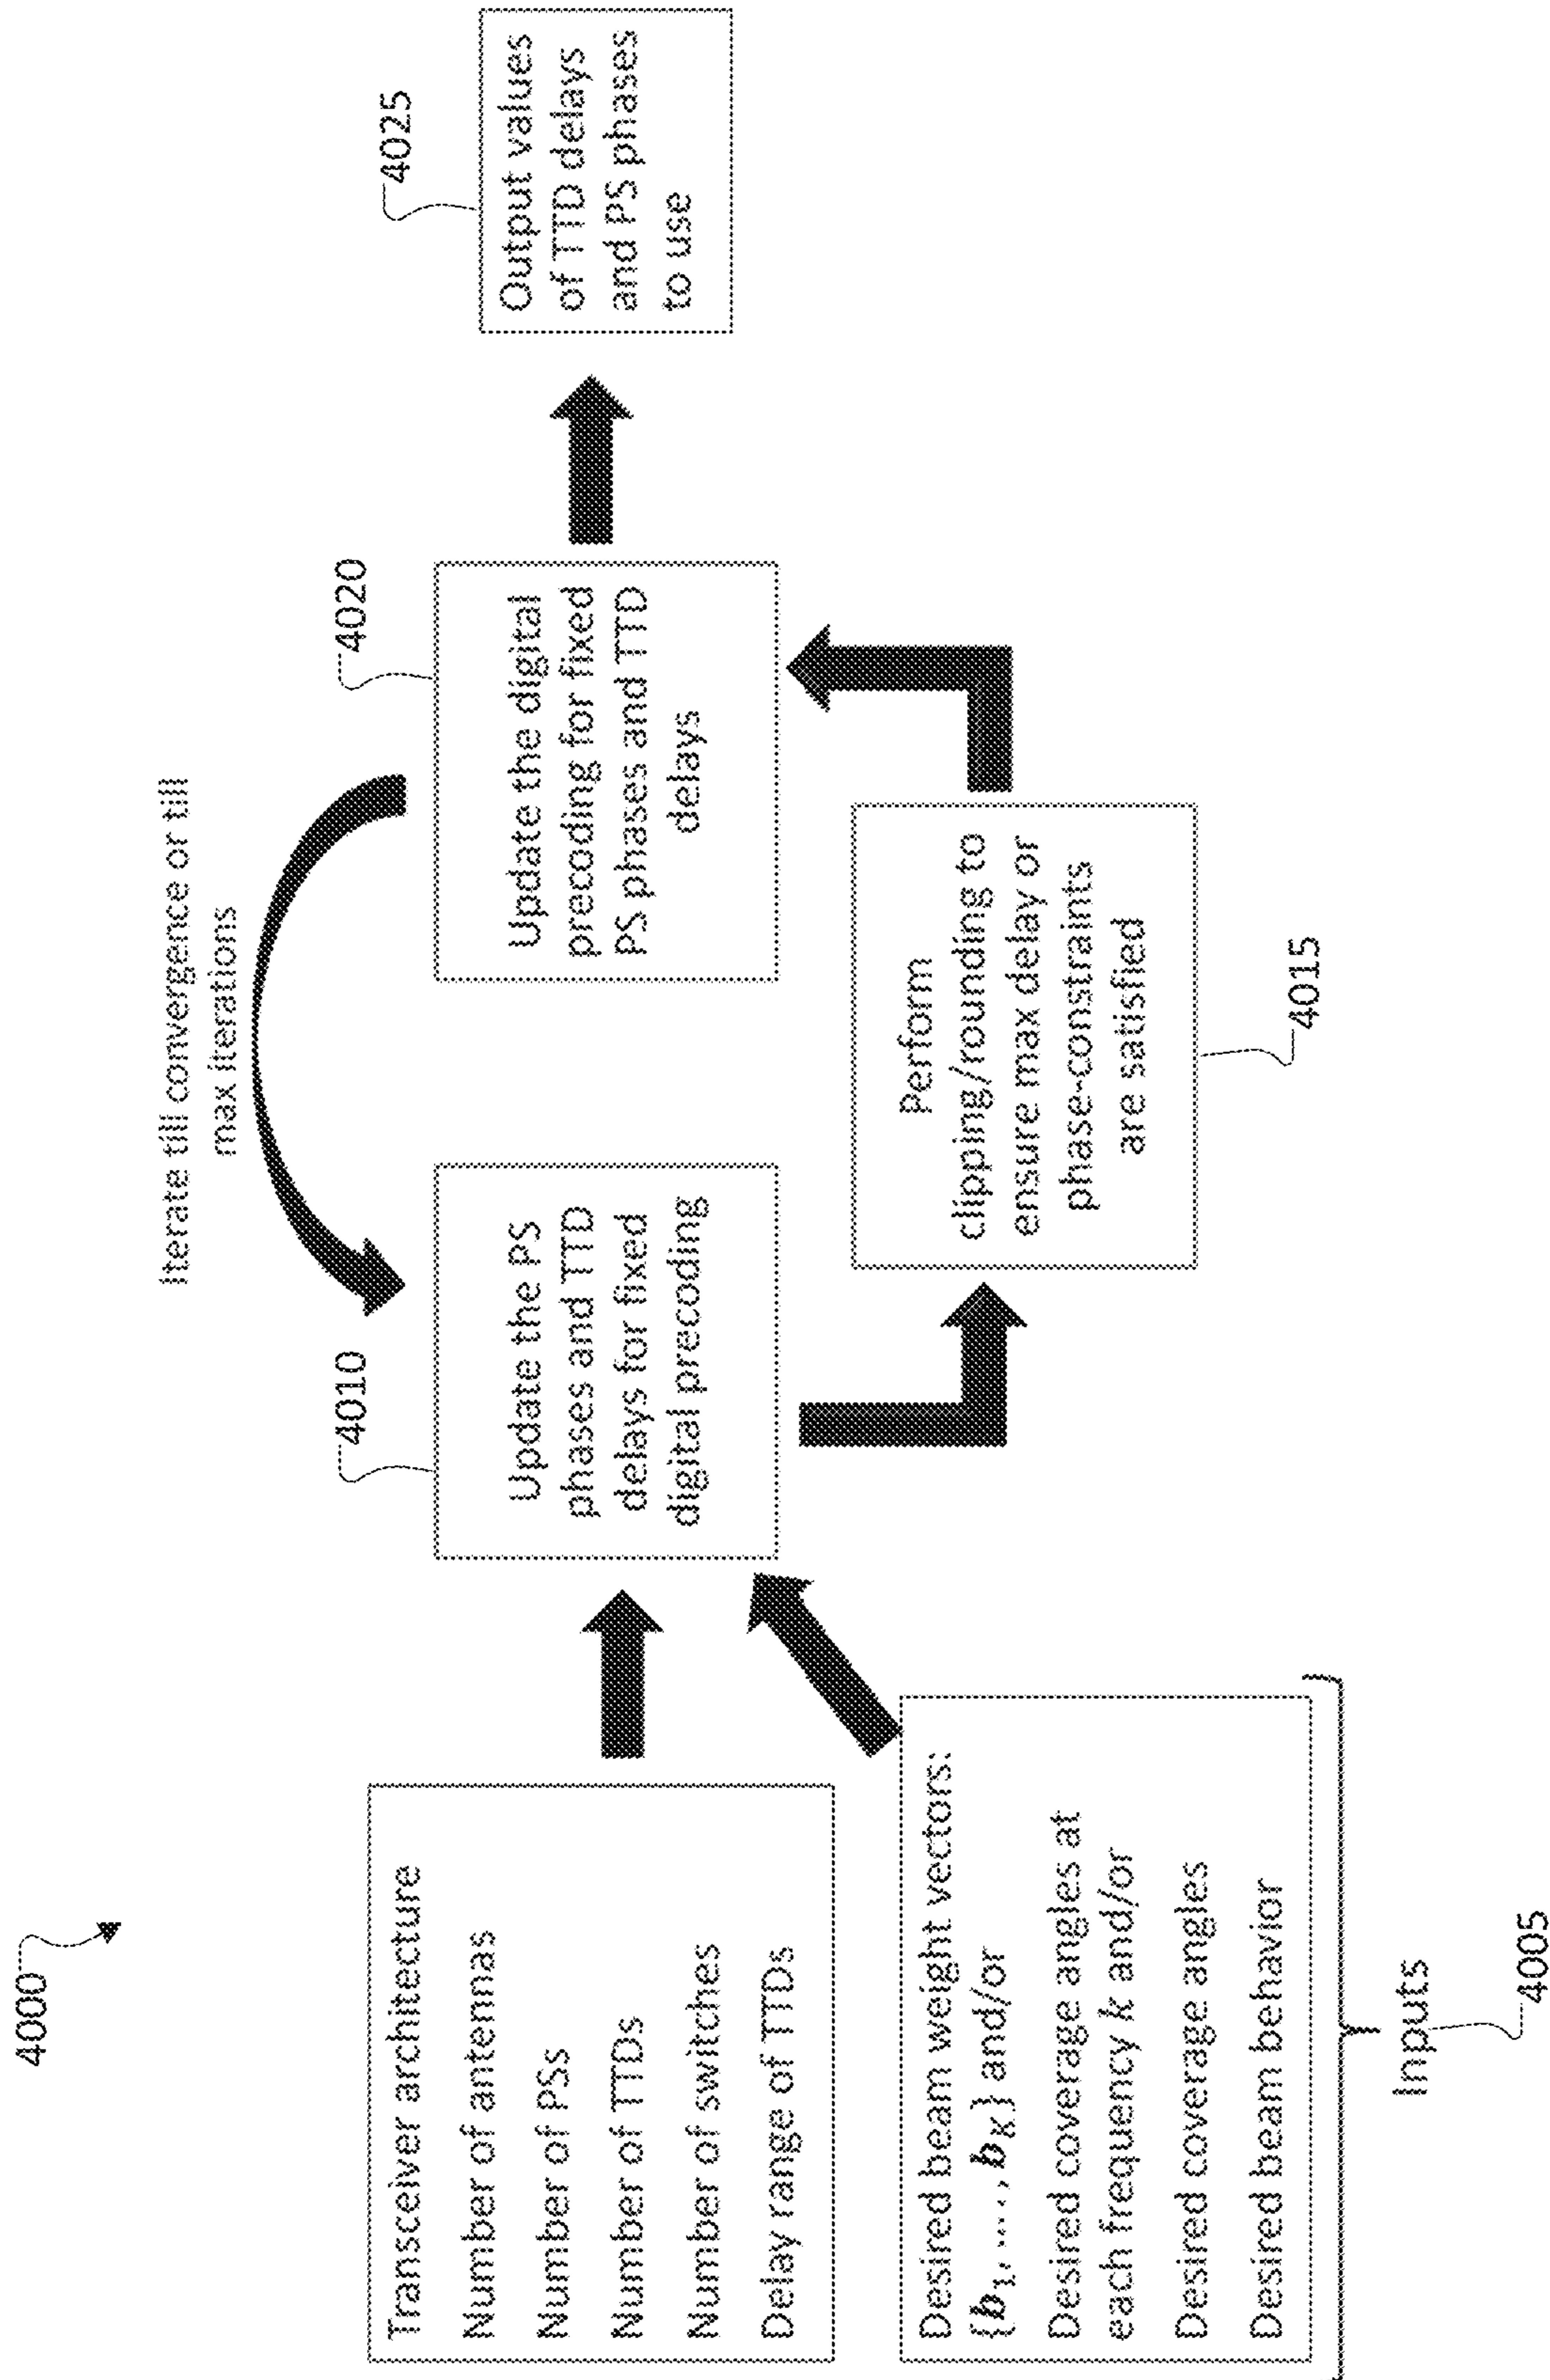 4000
Transceiver architecture
Number of antennas
Number of PSs
Number of TTDs
Number of switches
Delay range of TTDs
Desired beam weight vectors:
{b1, ...., bK} and/or
Desired coverage angles at
each frequency k and/or
Desired coverage angles
Desired beam behavior
Inputs
4005
Iterate till convergence or till
max iterations
4010
Update the PS
phases and TTD
delays for fixed
digital precoding
Perform
clipping/rounding to
ensure max delay or
phase-constraints
are satisfied
4015
4020
Update the digital
precoding for fixed
PS phases and TTD
delays
4025
Output values
of TTD delays
and PS phases
to use